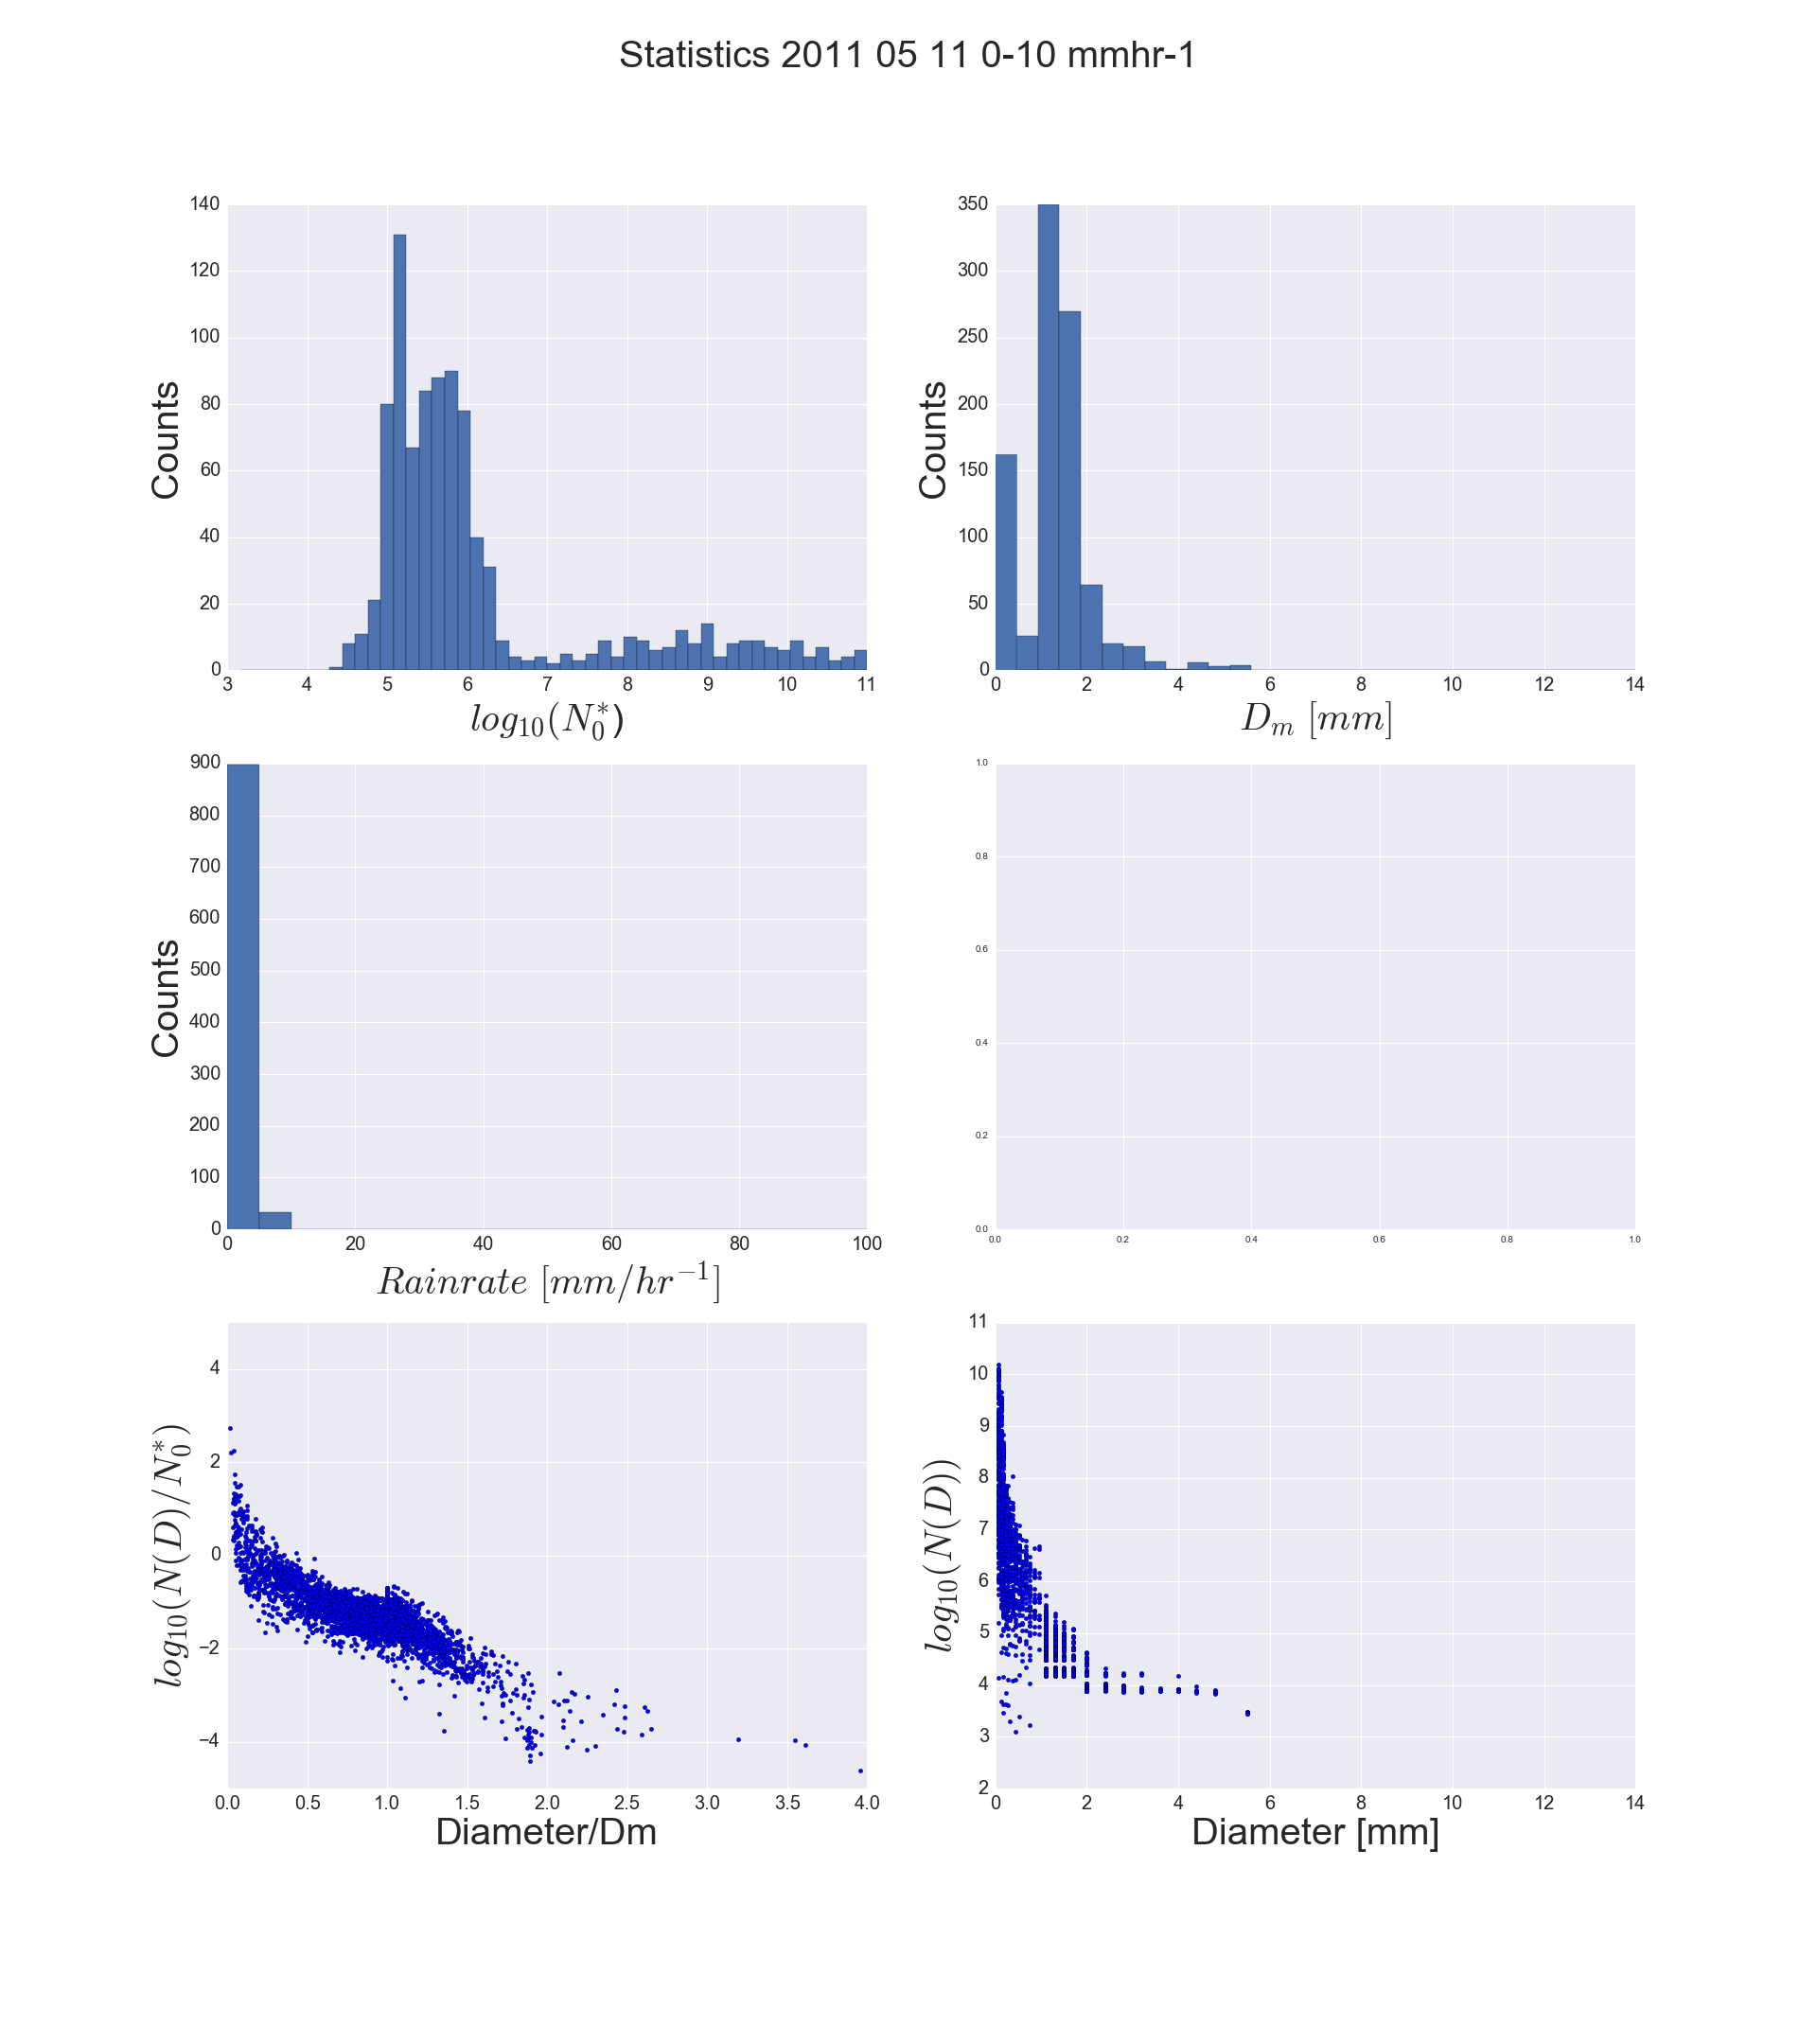 Statistics 2011 05 11 0-10 mmhr-1
140
120
100
80
60
40
20
0
Counts
3 4 5 6 7 8 9 10 11
log₁₀(N₀*)
350
300
250
200
150
100
50
0
Counts
0 2 4 6 8 10 12 14
Dₘ [mm]
900
800
700
600
500
400
300
200
100
0
Counts
0 20 40 60 80 100
Rainrate [mm/hr⁻¹]
1.0
0.8
0.6
0.4
0.2
0.0
0.0 0.2 0.4 0.6 0.8 1.0
4
2
0
−2
−4
log₁₀(N(D)/N₀*)
0.0 0.5 1.0 1.5 2.0 2.5 3.0 3.5 4.0
Diameter/Dm
11
10
9
8
7
6
5
4
3
2
log₁₀(N(D))
0 2 4 6 8 10 12 14
Diameter [mm]